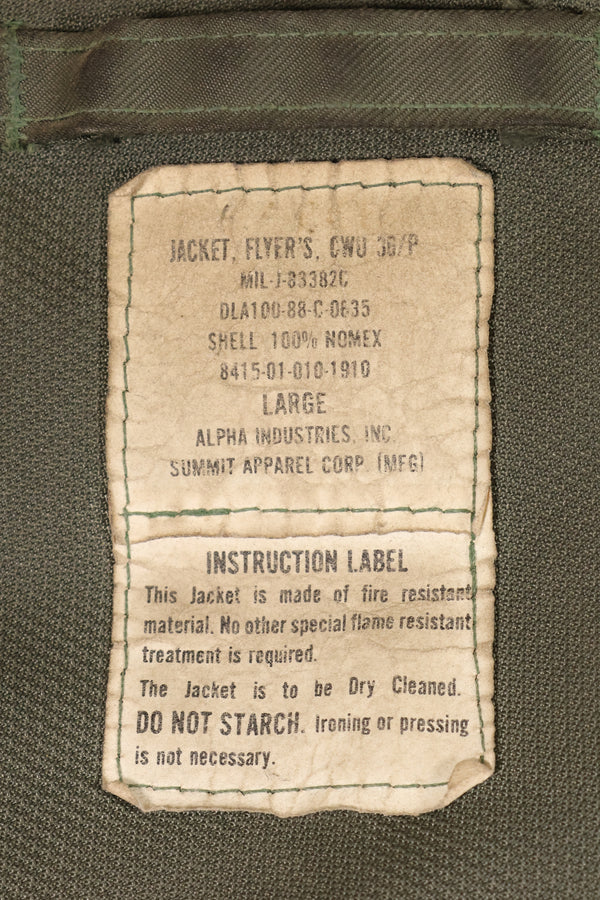 JACKET, FLYER'S, CWU 36/P
MIL-J-83382C
DLA100-88-C-0635
SHELL 100% NOMEX
8415-01-010-1910
LARGE
ALPHA INDUSTRIES, INC.
SUMMIT APPAREL CORP. (MFG)
INSTRUCTION LABEL
This Jacket is made of fire resistant
material. No other special flame resistant
treatment is required.
The Jacket is to be Dry Cleaned.
DO NOT STARCH. Ironing or pressing
is not necessary.